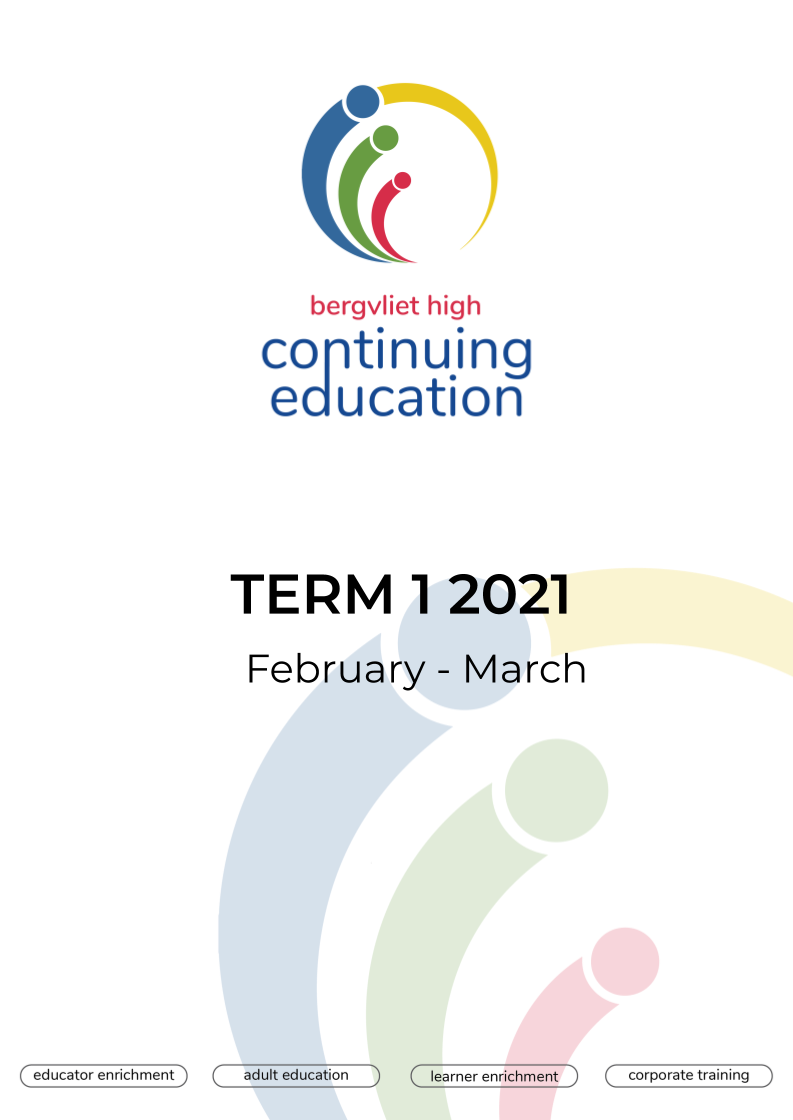 bergvliet high
continuing
education
TERM 1 2021
February - March
educator enrichment
adult education
learner enrichment
corporate training